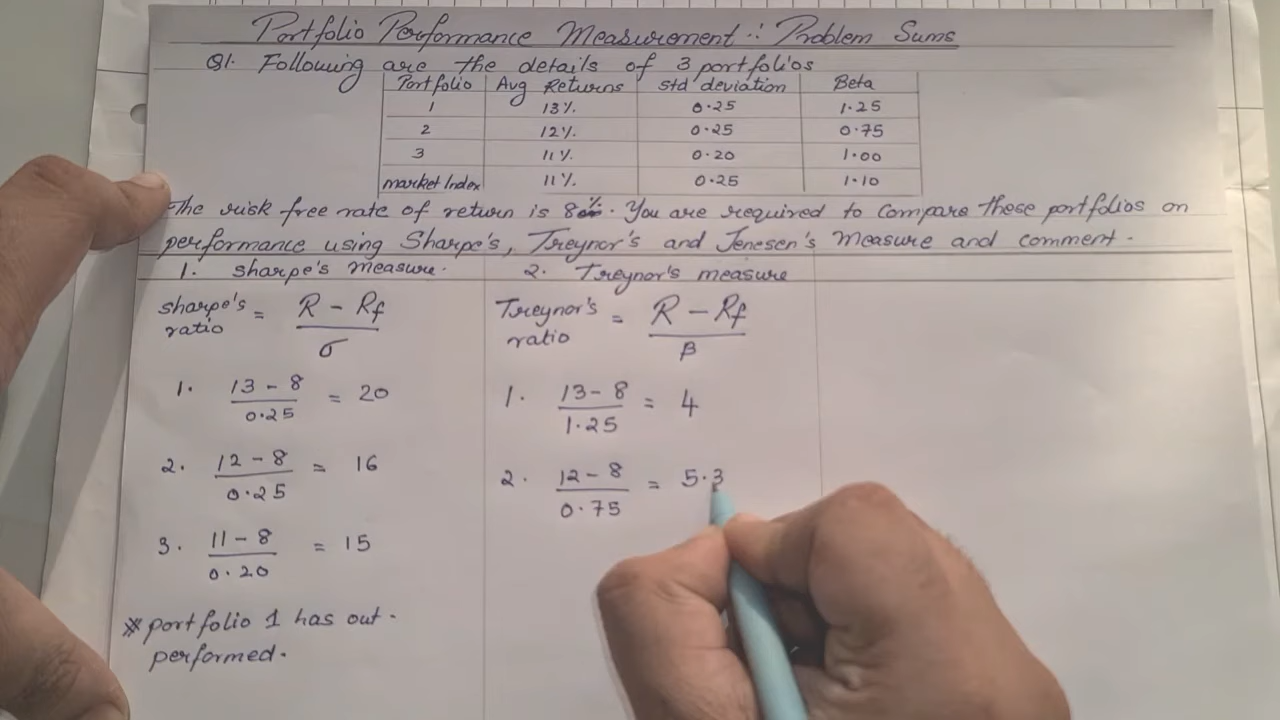 Portfolio Performance Measurement : Problem Sums
Q1. Following are the details of 3 portfolios
Portfolio Avg Returns std deviation Beta
1 13% 0.25 1.25
2 12% 0.25 0.75
3 11% 0.20 1.00
market Index 11% 0.25 1.10
The risk free rate of return is 8%. You are required to compare these portfolios on
performance using Sharpe's, Treynor's and Jenesen's Measure and comment.
1. Sharpe's measure.
sharpe's ratio = R - Rf / σ
1. 13 - 8 / 0.25 = 20
2. 12 - 8 / 0.25 = 16
3. 11 - 8 / 0.20 = 15
* portfolio 1 has out-
performed.
2. Treynor's measure
Treynor's ratio = R - Rf / β
1. 13 - 8 / 1.25 = 4
2. 12 - 8 / 0.75 = 5.3